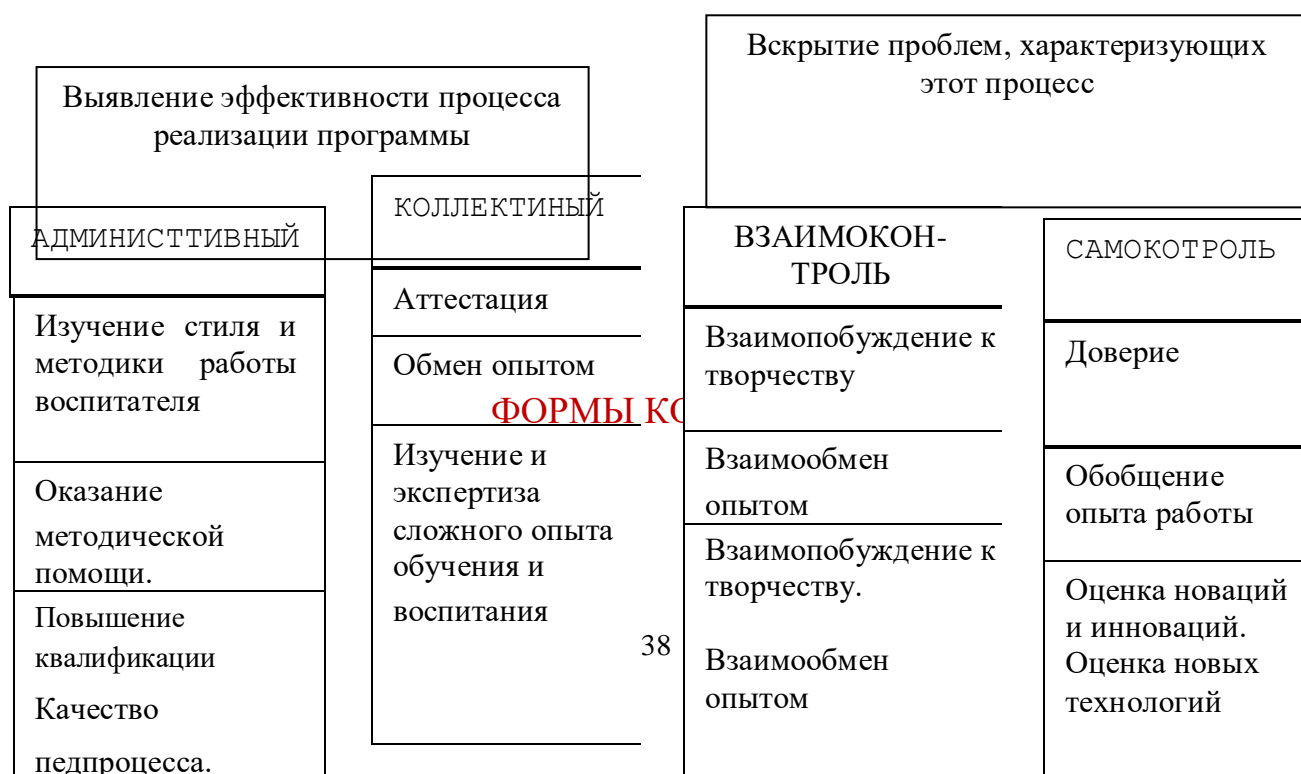 Выявление эффективности процесса
реализации программы
Вскрытие проблем, характеризующих
этот процесс
АДМИНИСТТИВНЫЙ
Изучение стиля и
методики работы
воспитателя
Оказание
методической
помощи.
Повышение
квалификации
Качество
педпроцесса.
КОЛЛЕКТИНЫЙ
Аттестация
Обмен опытом
Изучение и
экспертиза
сложного опыта
обучения и
воспитания
ФОРМЫ КО
38
ВЗАИМОКОН-
ТРОЛЬ
Взаимопобуждение к
творчеству
Взаимообмен
опытом
Взаимопобуждение к
творчеству.
Взаимообмен
опытом
САМОКОТРОЛЬ
Доверие
Обобщение
опыта работы
Оценка новаций
и инноваций.
Оценка новых
технологий